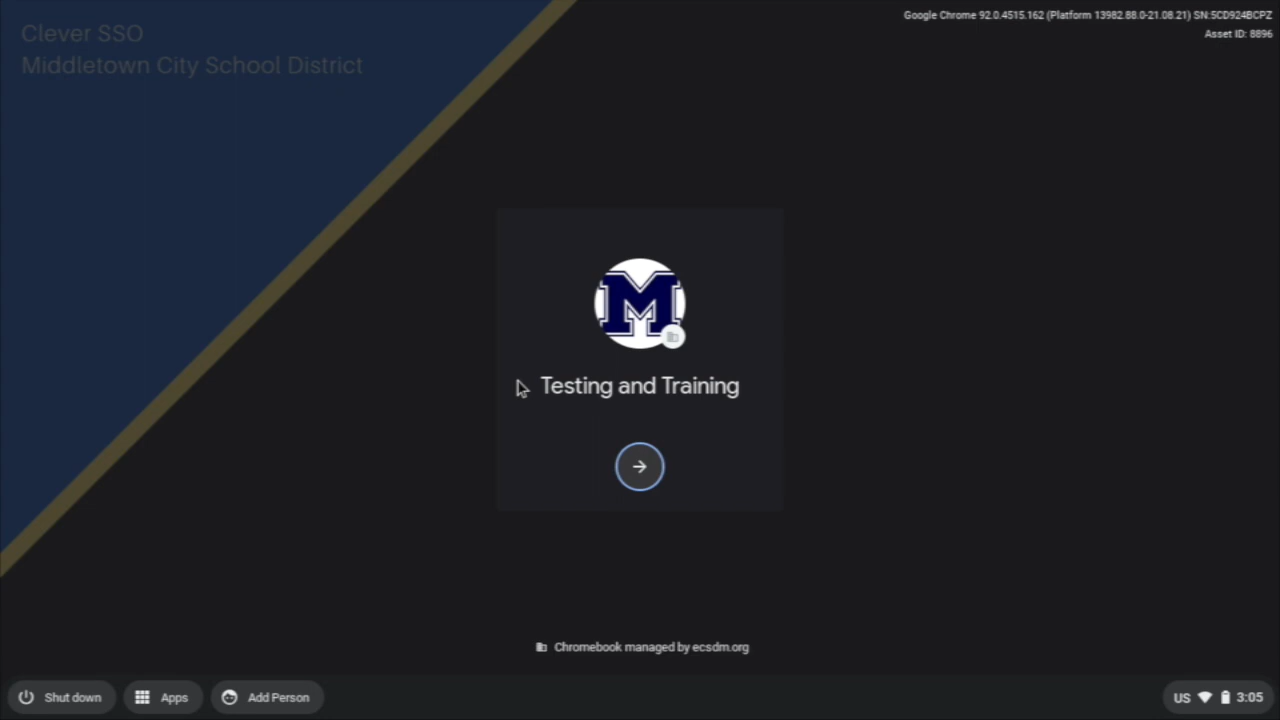 Clever SSO
Middletown City School District
Google Chrome 92.0.4515.162 (Platform 13982.88.0-21.08.21) SN:5CD924BCPZ
Asset ID: 8896
M
Testing and Training
Chromebook managed by ecsdm.org
Shut down Apps Add Person US 3:05